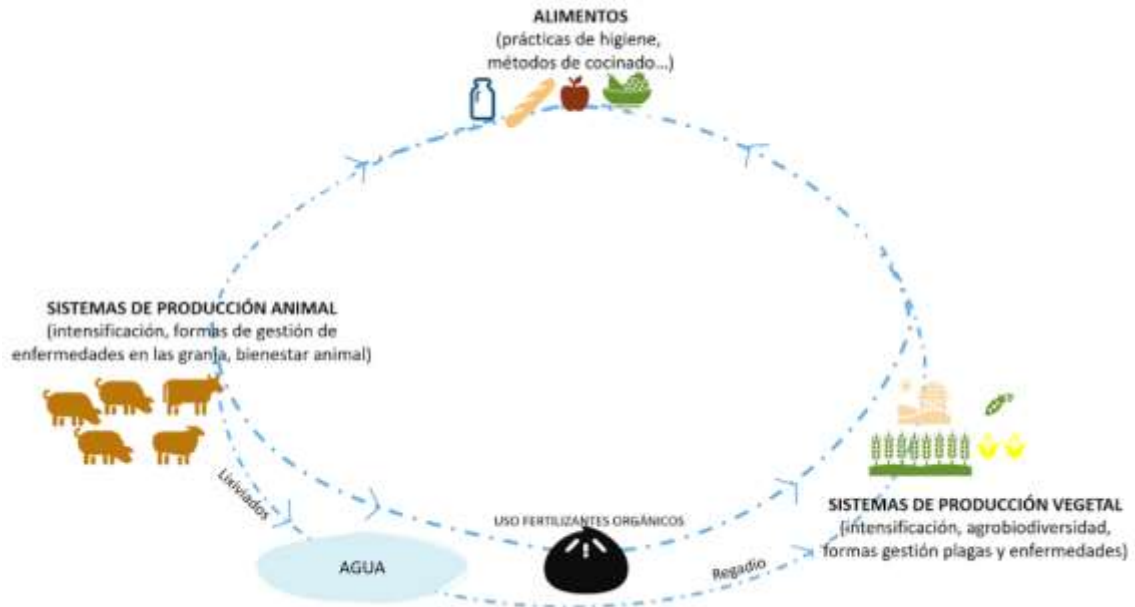 ALIMENTOS
(prácticas de higiene,
métodos de cocinado...)
SISTEMAS DE PRODUCCIÓN ANIMAL
(intensificación, formas de gestión de
enfermedades en las granja, bienestar animal)
Lixiviados
AGUA
USO FERTILIZANTES ORGÁNICOS
Regadío
SISTEMAS DE PRODUCCIÓN VEGETAL
(intensificación, agrobiodiversidad,
formas gestión plagas y enfermedades)